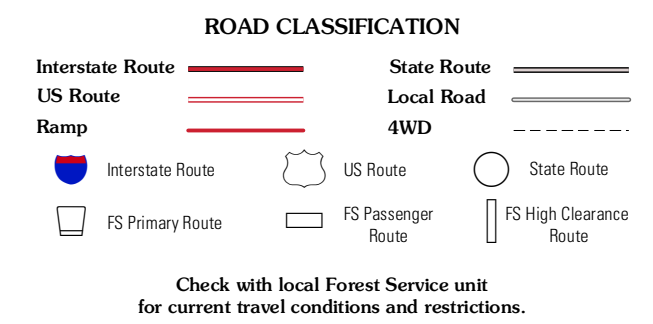 ROAD CLASSIFICATION
Interstate Route
State Route
US Route
Local Road
Ramp
4WD
Interstate Route
US Route
State Route
FS Primary Route
FS Passenger
Route
FS High Clearance
Route
Check with local Forest Service unit
for current travel conditions and restrictions.